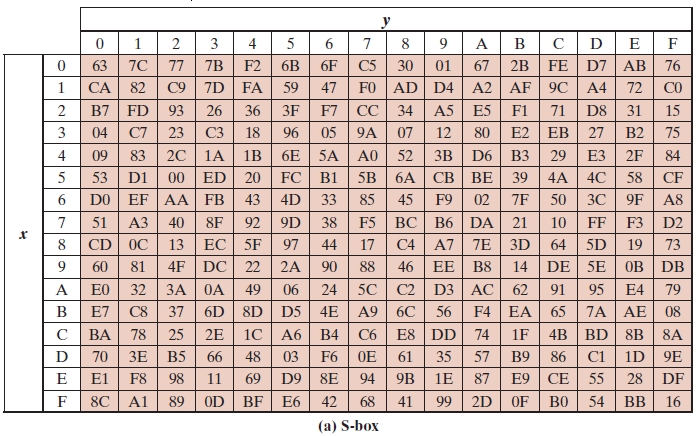 y
0 1 2 3 4 5 6 7 8 9 A B C D E F
0 63 7C 77 7B F2 6B 6F C5 30 01 67 2B FE D7 AB 76
1 CA 82 C9 7D FA 59 47 F0 AD D4 A2 AF 9C A4 72 C0
2 B7 FD 93 26 36 3F F7 CC 34 A5 E5 F1 71 D8 31 15
3 04 C7 23 C3 18 96 05 9A 07 12 80 E2 EB 27 B2 75
4 09 83 2C 1A 1B 6E 5A A0 52 3B D6 B3 29 E3 2F 84
5 53 D1 00 ED 20 FC B1 5B 6A CB BE 39 4A 4C 58 CF
6 D0 EF AA FB 43 4D 33 85 45 F9 02 7F 50 3C 9F A8
7 51 A3 40 8F 92 9D 38 F5 BC B6 DA 21 10 FF F3 D2
x
8 CD 0C 13 EC 5F 97 44 17 C4 A7 7E 3D 64 5D 19 73
9 60 81 4F DC 22 2A 90 88 46 EE B8 14 DE 5E 0B DB
A E0 32 3A 0A 49 06 24 5C C2 D3 AC 62 91 95 E4 79
B E7 C8 37 6D 8D D5 4E A9 6C 56 F4 EA 65 7A AE 08
C BA 78 25 2E 1C A6 B4 C6 E8 DD 74 1F 4B BD 8B 8A
D 70 3E B5 66 48 03 F6 0E 61 35 57 B9 86 C1 1D 9E
E E1 F8 98 11 69 D9 8E 94 9B 1E 87 E9 CE 55 28 DF
F 8C A1 89 0D BF E6 42 68 41 99 2D 0F B0 54 BB 16
(a) S-box